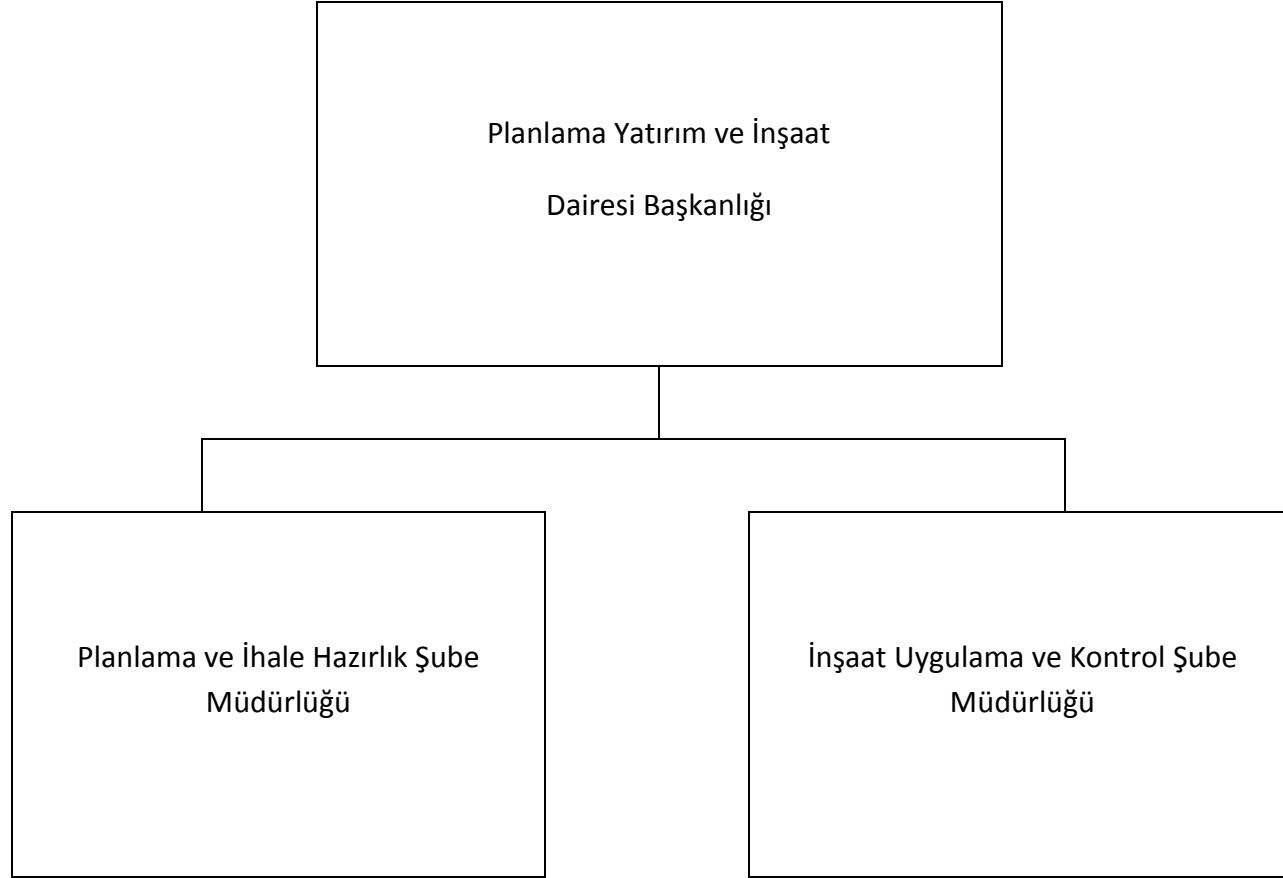 Planlama Yatırım ve İnşaat
Dairesi Başkanlığı
Planlama ve İhale Hazırlık Şube
Müdürlüğü
İnşaat Uygulama ve Kontrol Şube
Müdürlüğü